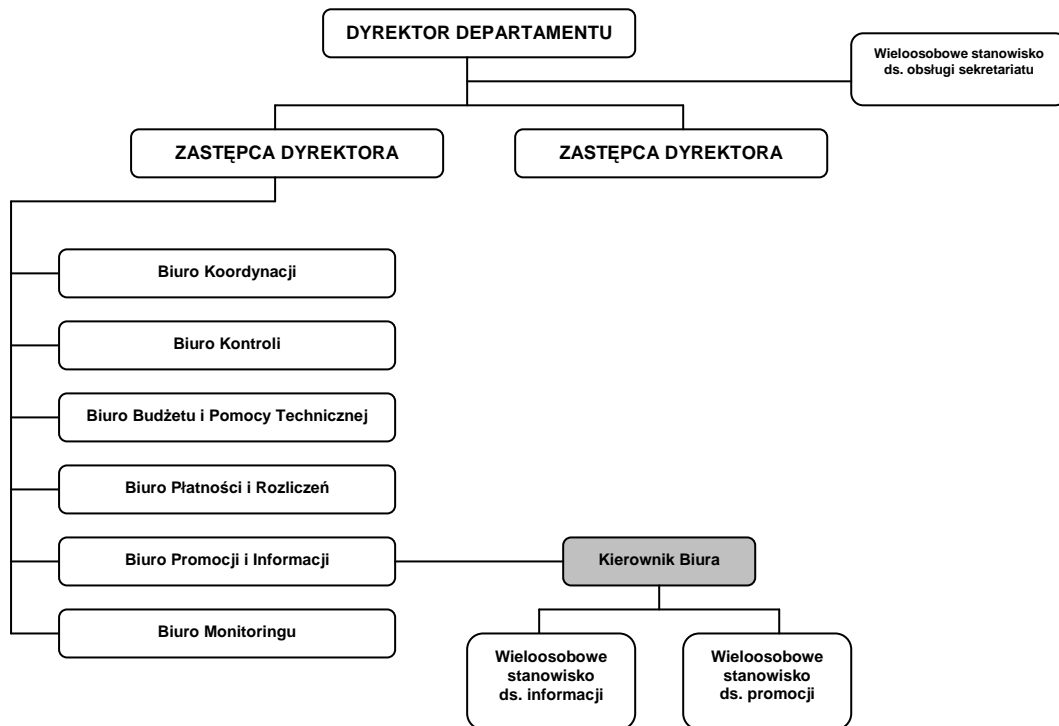 DYREKTOR DEPARTAMENTU
Wieloosobowe stanowisko
ds. obsługi sekretariatu
ZASTĘPCA DYREKTORA
ZASTĘPCA DYREKTORA
Biuro Koordynacji
Biuro Kontroli
Biuro Budżetu i Pomocy Technicznej
Biuro Płatności i Rozliczeń
Biuro Promocji i Informacji
Kierownik Biura
Biuro Monitoringu
Wieloosobowe
stanowisko
ds. informacji
Wieloosobowe
stanowisko
ds. promocji